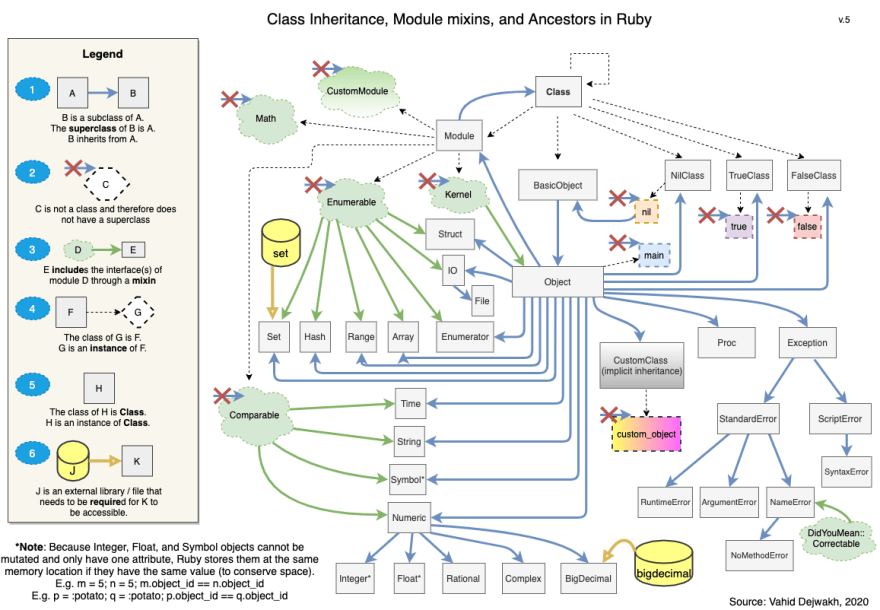 Class Inheritance, Module mixins, and Ancestors in Ruby
v.5
Legend
1
A
B
B is a subclass of A.
The superclass of B is A.
B inherits from A.
2
C
C is not a class and therefore does
not have a superclass
3
D
E
E includes the interface(s) of
module D through a mixin
4
F
G
The class of G is F.
G is an instance of F.
5
H
The class of H is Class.
H is an instance of Class.
6
J
K
J is an external library / file that
needs to be required for K to
be accessible.
*Note: Because Integer, Float, and Symbol objects cannot be
mutated and only have one attribute, Ruby stores them at the same
memory location if they have the same value (to conserve space).
E.g. m = 5; n = 5; m.object_id == n.object_id
E.g. p = :potato; q = :potato; p.object_id == q.object_id
CustomModule
Class
Math
Module
Enumerable
Kernel
BasicObject
NilClass
TrueClass
FalseClass
nil
true
false
main
set
Struct
IO
File
Object
Set
Hash
Range
Array
Enumerator
CustomClass
(implicit inheritance)
Proc
Exception
Comparable
Time
String
Symbol*
Numeric
custom_object
StandardError
ScriptError
SyntaxError
RuntimeError
ArgumentError
NameError
DidYouMean::
Correctable
NoMethodError
Integer*
Float*
Rational
Complex
BigDecimal
bigdecimal
Source: Vahid Dejwakh, 2020